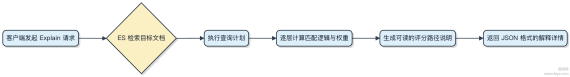 客户端发起 Explain 请求
ES 检索目标文档
执行查询计划
逐层计算匹配逻辑与权重
生成可读的评分路径说明
返回 JSON 格式的解释详情